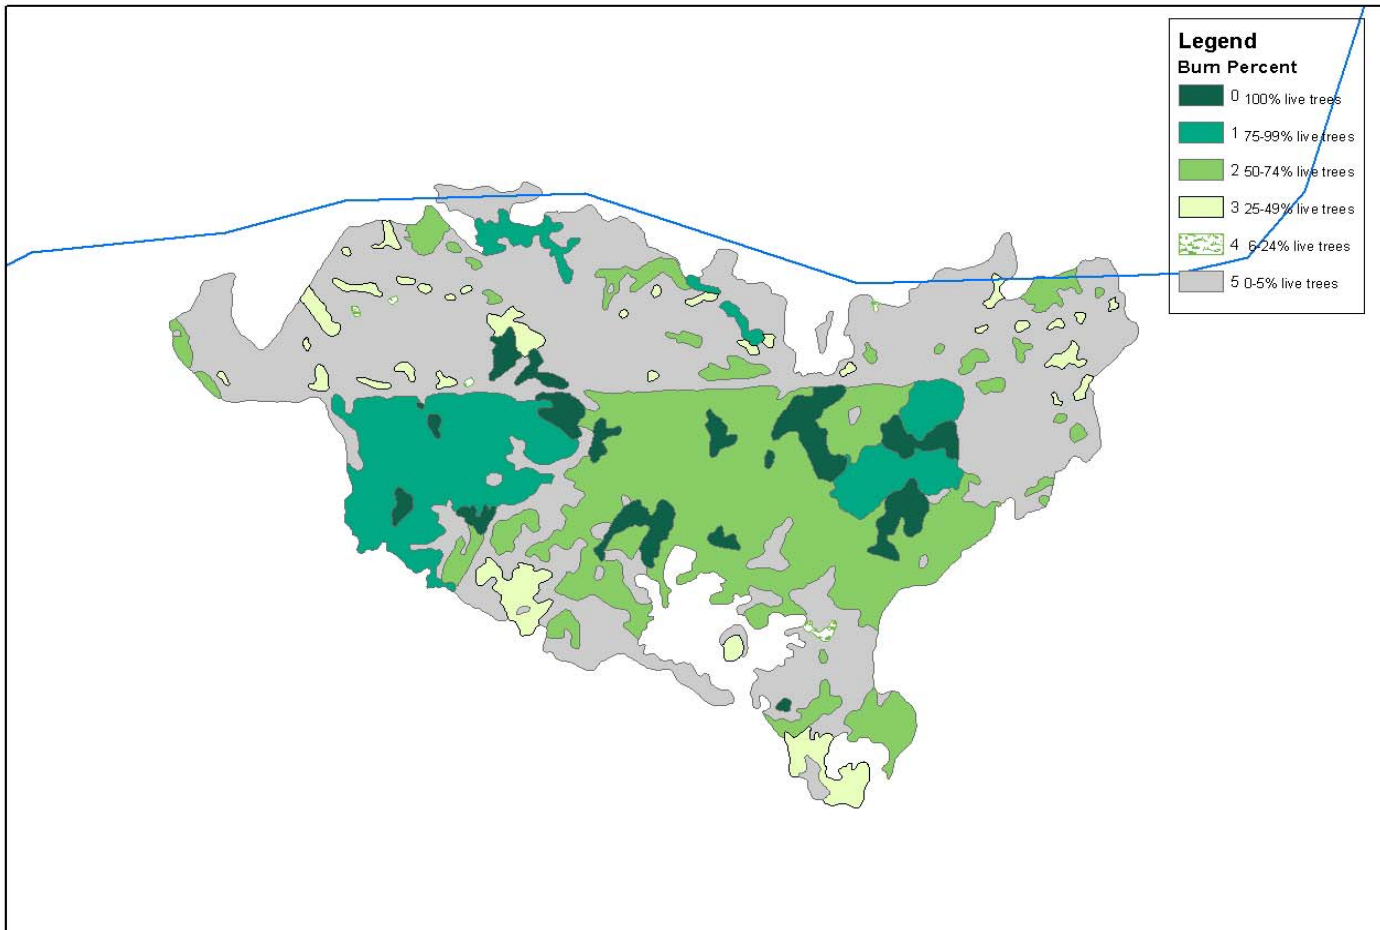 Legend
Burn Percent
0 100% live trees
1 75-99% live trees
2 50-74% live trees
3 25-49% live trees
4 6-24% live trees
5 0-5% live trees